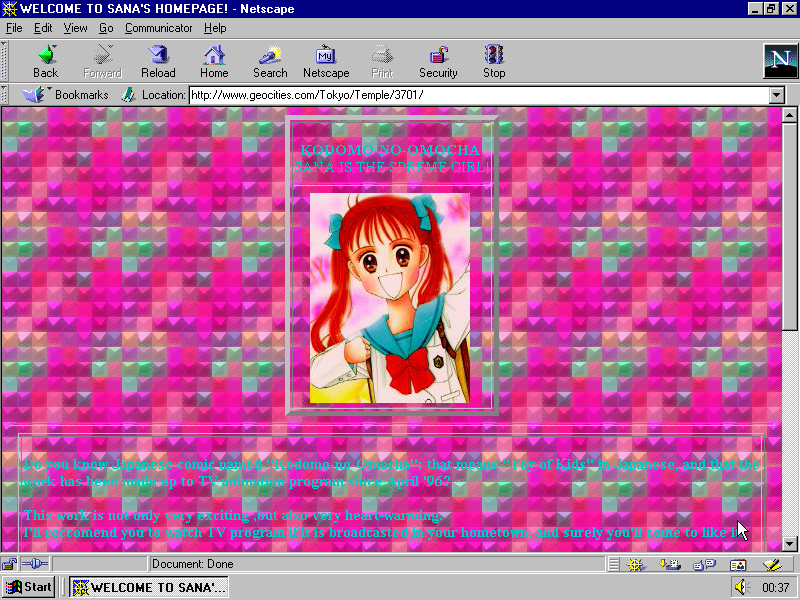 WELCOME TO SANA'S HOMEPAGE! - Netscape
File Edit View Go Communicator Help
Back Forward Reload Home Search Netscape Print Security Stop
My
N
Bookmarks Location: http://www.geocities.com/Tokyo/Temple/3701/
KODOMO NO OMOCHA
SANA IS THE SPREME GIRL!
Do you know Japanese comic named "Kodomo-no-Omocha", that means "Toy of Kids" in Japanese, and that the
work has been made up to TV animation program since April '96?
This work is not only very exciting ,but also very heart-warming.
I'll reccomend you to watch TV program if it is broadcasted in your hometown, and surely you'll come to like
Document: Done
Start WELCOME TO SANA'... 00:37